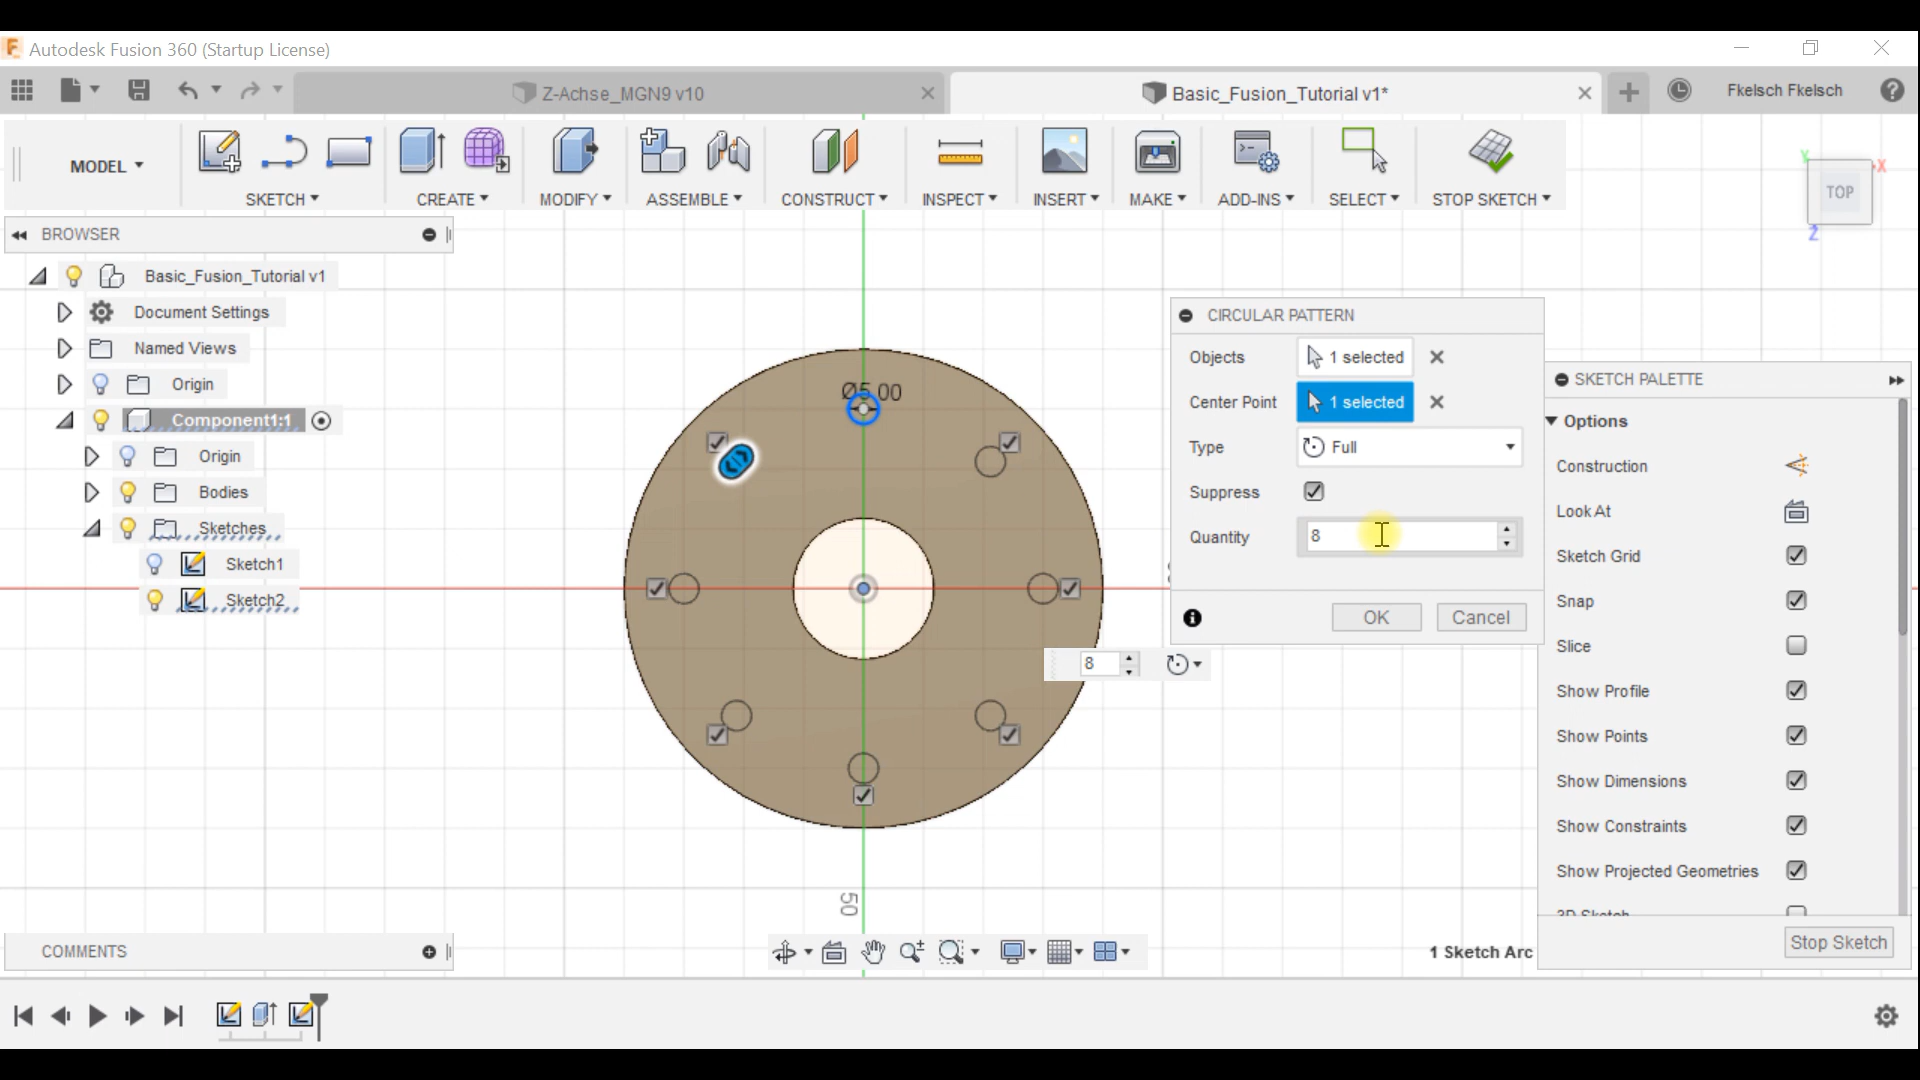 Autodesk Fusion 360 (Startup License)
Z-Achse_MGN9 v10
Basic_Fusion_Tutorial v1*
Fkelsch Fkelsch
MODEL
SKETCH
CREATE
MODIFY
ASSEMBLE
CONSTRUCT
INSPECT
INSERT
MAKE
ADD-INS
SELECT
STOP SKETCH
Y
X
TOP
Z
BROWSER
Basic_Fusion_Tutorial v1
Document Settings
Named Views
Origin
Component1:1
Origin
Bodies
Sketches
Sketch1
Sketch2
Ø5.00
50
CIRCULAR PATTERN
Objects
1 selected
Center Point
1 selected
Type
Full
Suppress
Quantity
8
OK
Cancel
8
SKETCH PALETTE
Options
Construction
Look At
Sketch Grid
Snap
Slice
Show Profile
Show Points
Show Dimensions
Show Constraints
Show Projected Geometries
3D Sketch
Stop Sketch
COMMENTS
1 Sketch Arc